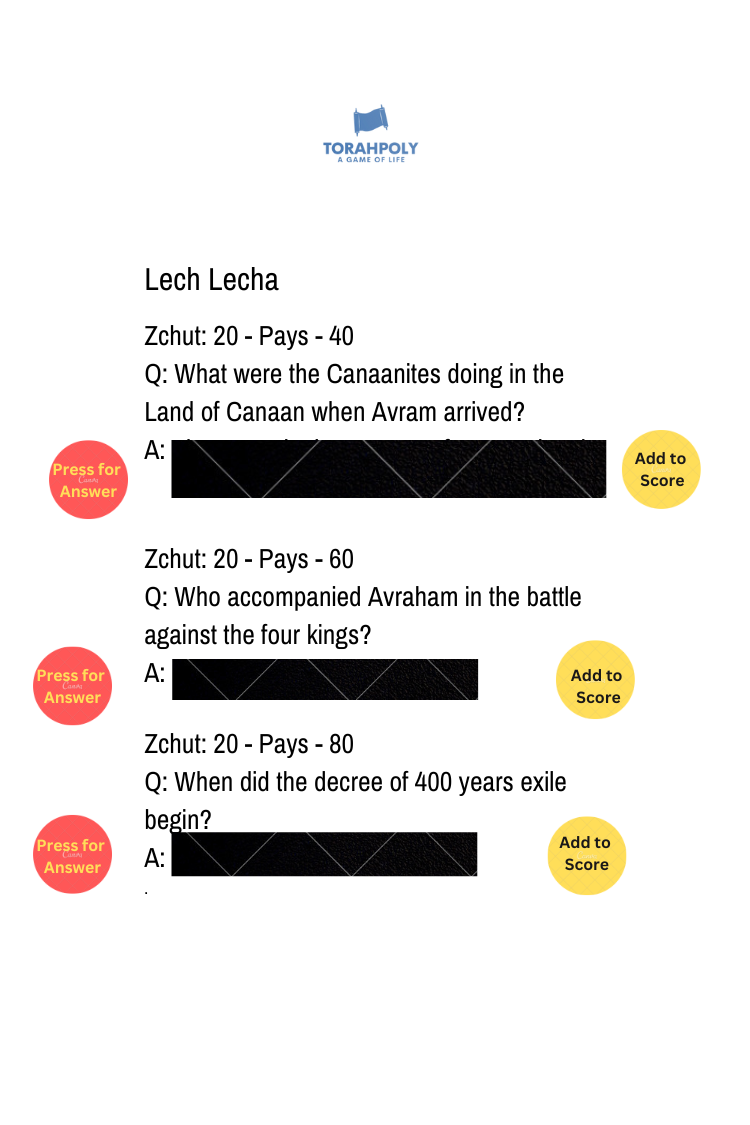 TORAHPOLY
A GAME OF LIFE
Lech Lecha
Zchut: 20 - Pays - 40
Q: What were the Canaanites doing in the
Land of Canaan when Avram arrived?
A:
Press for
Canva
Answer
Add to
Score
Zchut: 20 - Pays - 60
Q: Who accompanied Avraham in the battle
against the four kings?
A:
Press for
Canva
Answer
Add to
Score
Zchut: 20 - Pays - 80
Q: When did the decree of 400 years exile
begin?
A:
.
Press for
Canva
Answer
Add to
Score